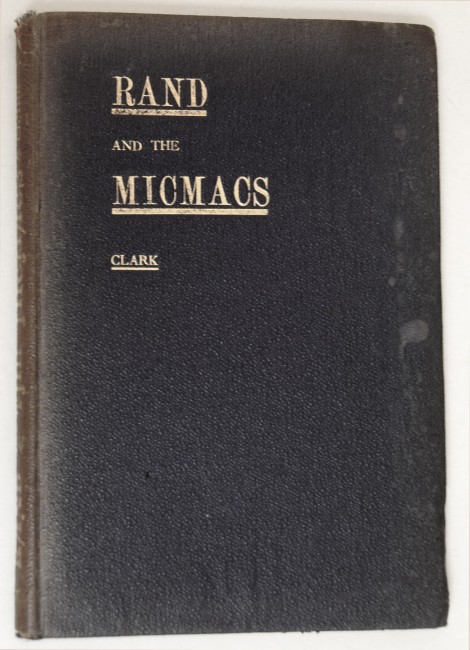 RAND
AND THE
MICMACS
CLARK